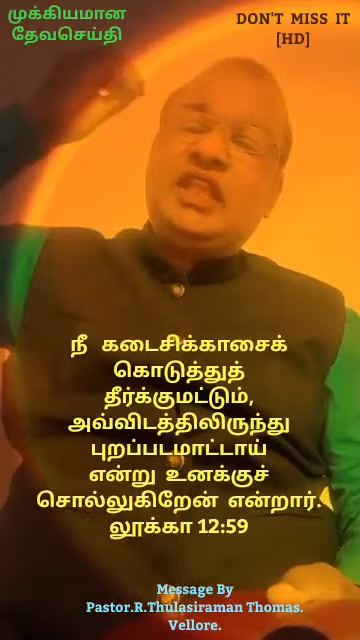 முக்கியமான
தேவசெய்தி
DON'T MISS IT
[HD]
நீ கடைசிக்காசைக்
கொடுத்துத்
தீர்க்குமட்டும்,
அவ்விடத்திலிருந்து
புறப்படமாட்டாய்
என்று உனக்குச்
சொல்லுகிறேன் என்றார்.
லூக்கா 12:59
Message By
Pastor.R.Thulasiraman Thomas.
Vellore.